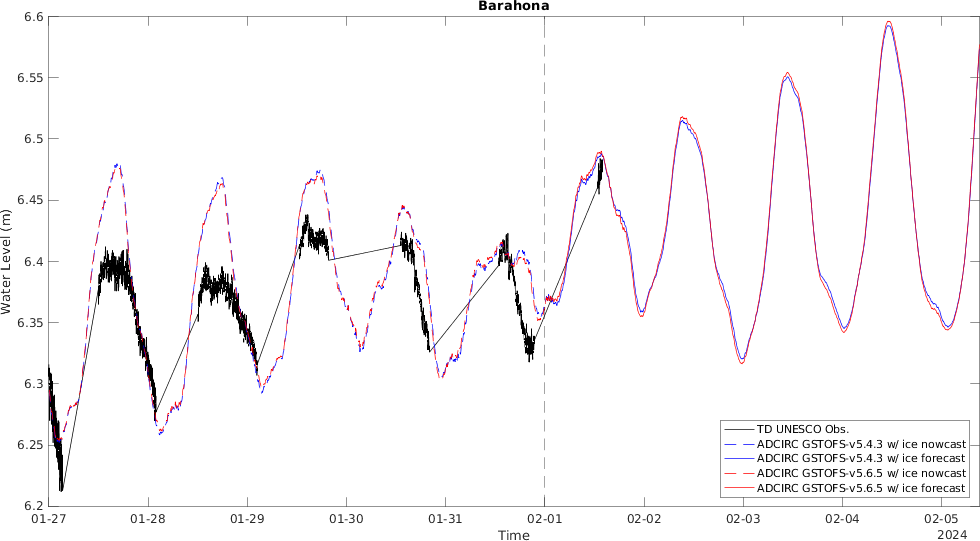 Barahona
6.6
6.55
6.5
6.45
6.4
6.35
6.3
6.25
6.2
Water Level (m)
01-27 01-28 01-29 01-30 01-31 02-01 02-02 02-03 02-04 02-05
Time
2024
TD UNESCO Obs.
ADCIRC GSTOFS-v5.4.3 w/ ice nowcast
ADCIRC GSTOFS-v5.4.3 w/ ice forecast
ADCIRC GSTOFS-v5.6.5 w/ ice nowcast
ADCIRC GSTOFS-v5.6.5 w/ ice forecast